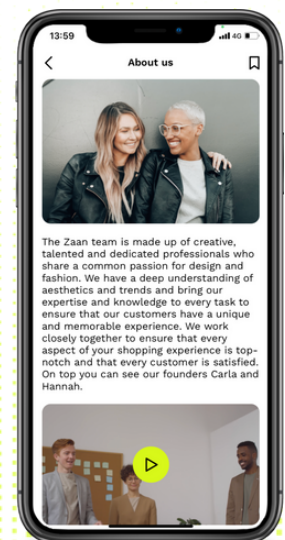 13:59
4G
About us
The Zaan team is made up of creative,
talented and dedicated professionals who
share a common passion for design and
fashion. We have a deep understanding of
aesthetics and trends and bring our
expertise and knowledge to every task to
ensure that our customers have a unique
and memorable experience. We work
closely together to ensure that every
aspect of your shopping experience is top-
notch and that every customer is satisfied.
On top you can see our founders Carla and
Hannah.